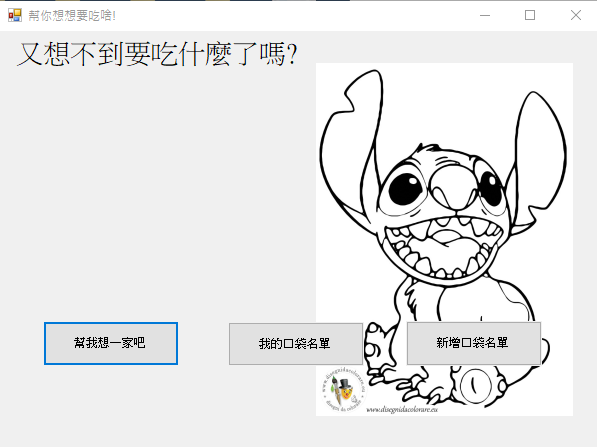 幫你想想要吃啥!
又想不到要吃什麼了嗎?
幫我想一家吧
我的口袋名單
新增口袋名單
www.disegnidacolorare.eu